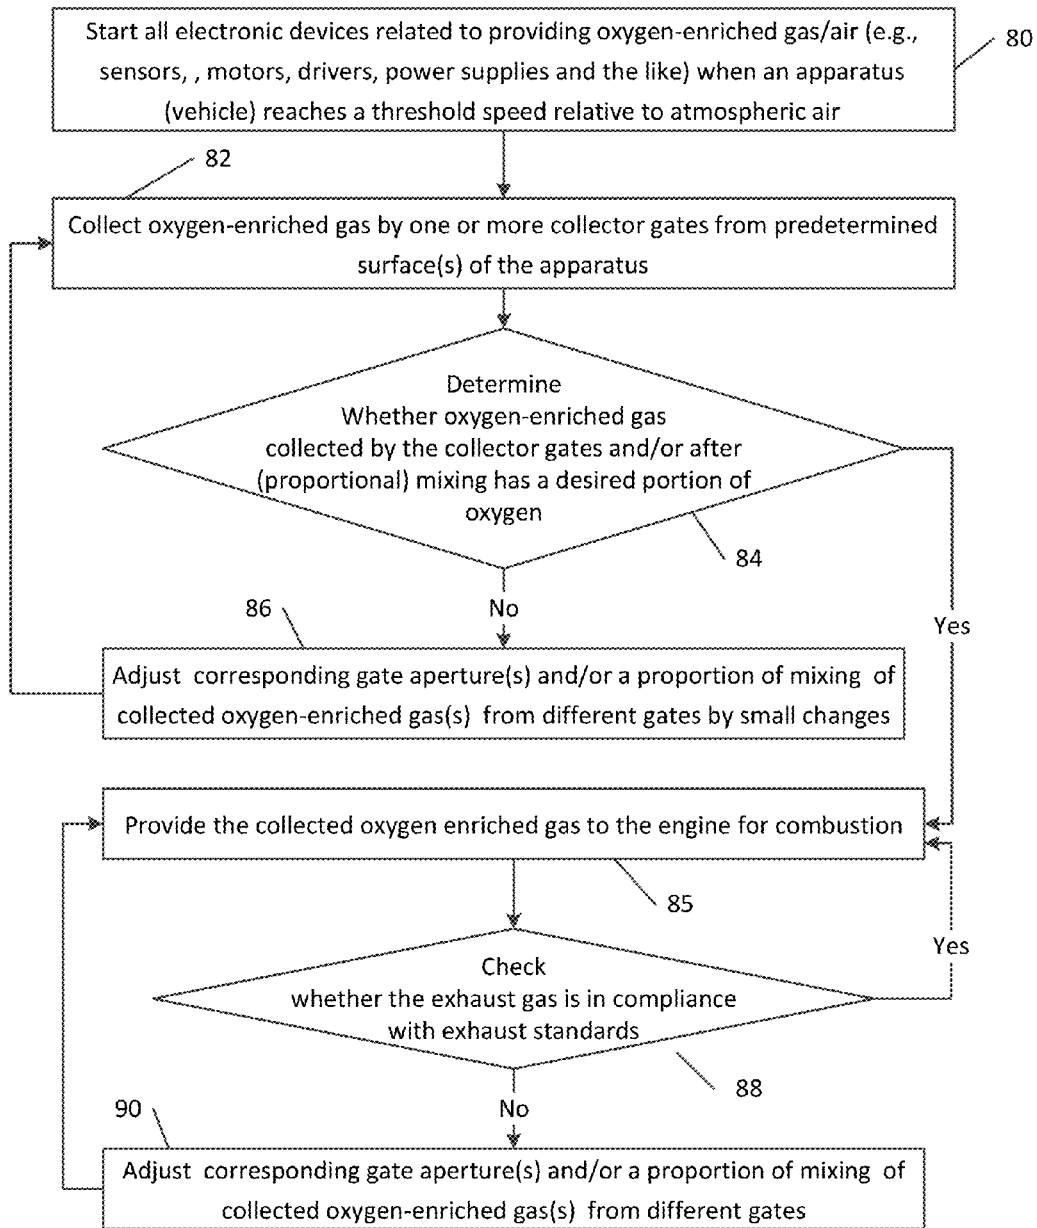 Start all electronic devices related to providing oxygen-enriched gas/air (e.g.,
sensors, , motors, drivers, power supplies and the like) when an apparatus
(vehicle) reaches a threshold speed relative to atmospheric air
80
82
Collect oxygen-enriched gas by one or more collector gates from predetermined
surface(s) of the apparatus
Determine
Whether oxygen-enriched gas
collected by the collector gates and/or after
(proportional) mixing has a desired portion of
oxygen
84
No
86
Yes
Adjust corresponding gate aperture(s) and/or a proportion of mixing of
collected oxygen-enriched gas(s) from different gates by small changes
Provide the collected oxygen enriched gas to the engine for combustion
85
Yes
Check
whether the exhaust gas is in compliance
with exhaust standards
88
No
90
Adjust corresponding gate aperture(s) and/or a proportion of mixing of
collected oxygen-enriched gas(s) from different gates